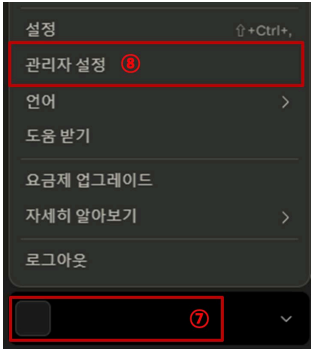 설정 ⇧+Ctrl+,
관리자 설정 ⑧
언어
도움 받기
요금제 업그레이드
자세히 알아보기
로그아웃
⑦